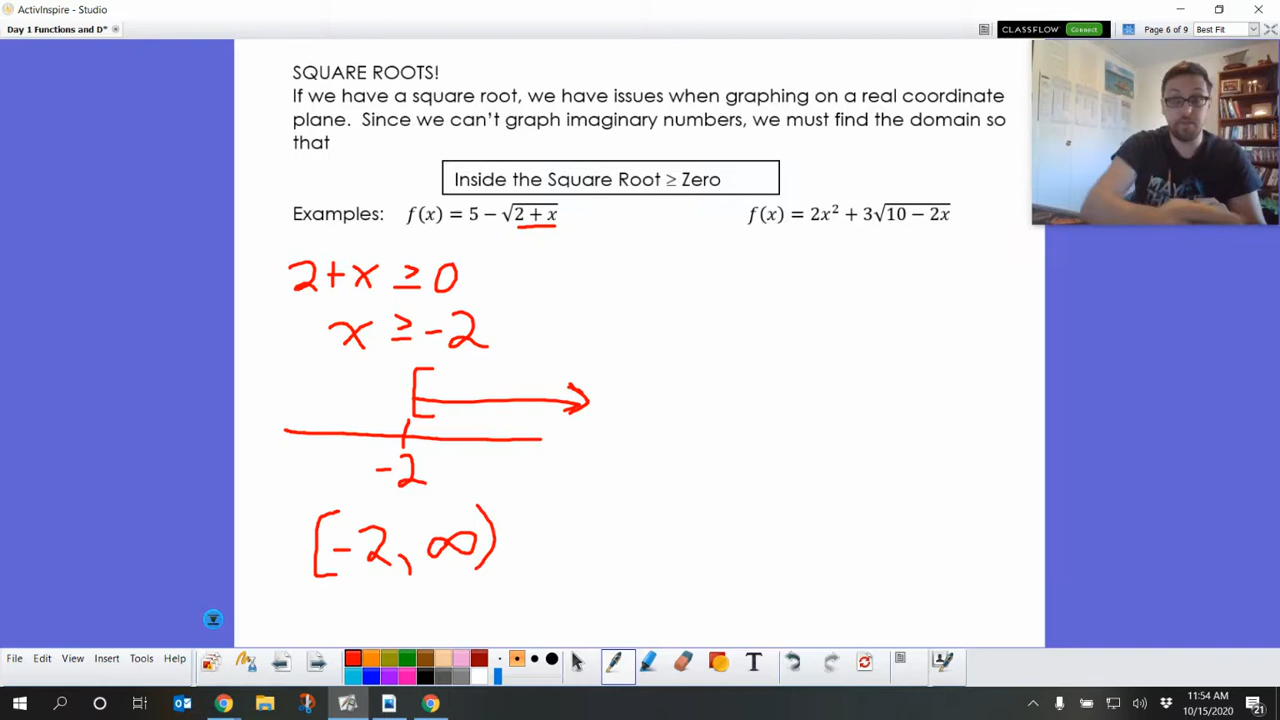 ActivInspire - Studio
Day 1 Functions and D*
CLASSFLOW Connect
Page 6 of 9
Best Fit
SQUARE ROOTS!
If we have a square root, we have issues when graphing on a real coordinate
plane. Since we can't graph imaginary numbers, we must find the domain so
that
Inside the Square Root ≥ Zero
Examples: f(x) = 5 − √(2 + x) f(x) = 2x² + 3√(10 − 2x)
2+x ≥ 0
x ≥ -2
-2
[-2, ∞)
File Edit View Insert Tools Help
11:54 AM
10/15/2020
21